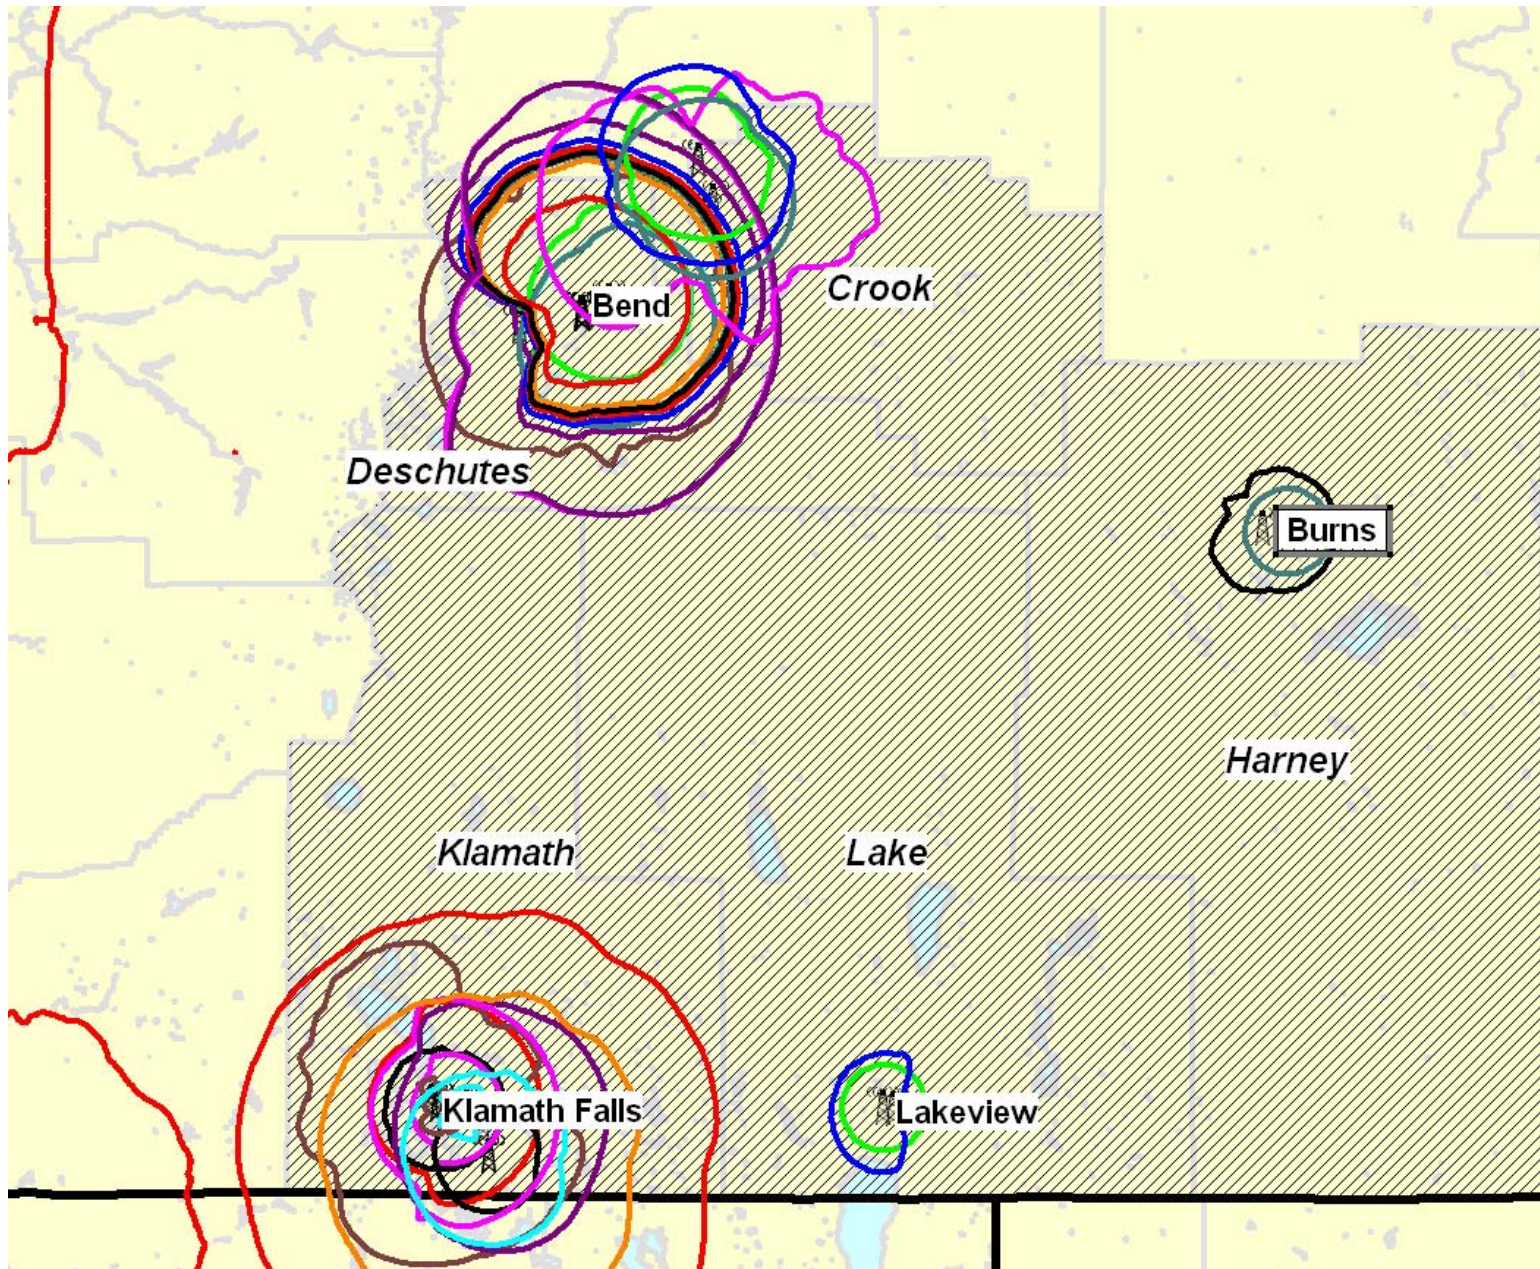 Crook
Bend
Deschutes
Burns
Harney
Klamath
Lake
Klamath Falls
Lakeview